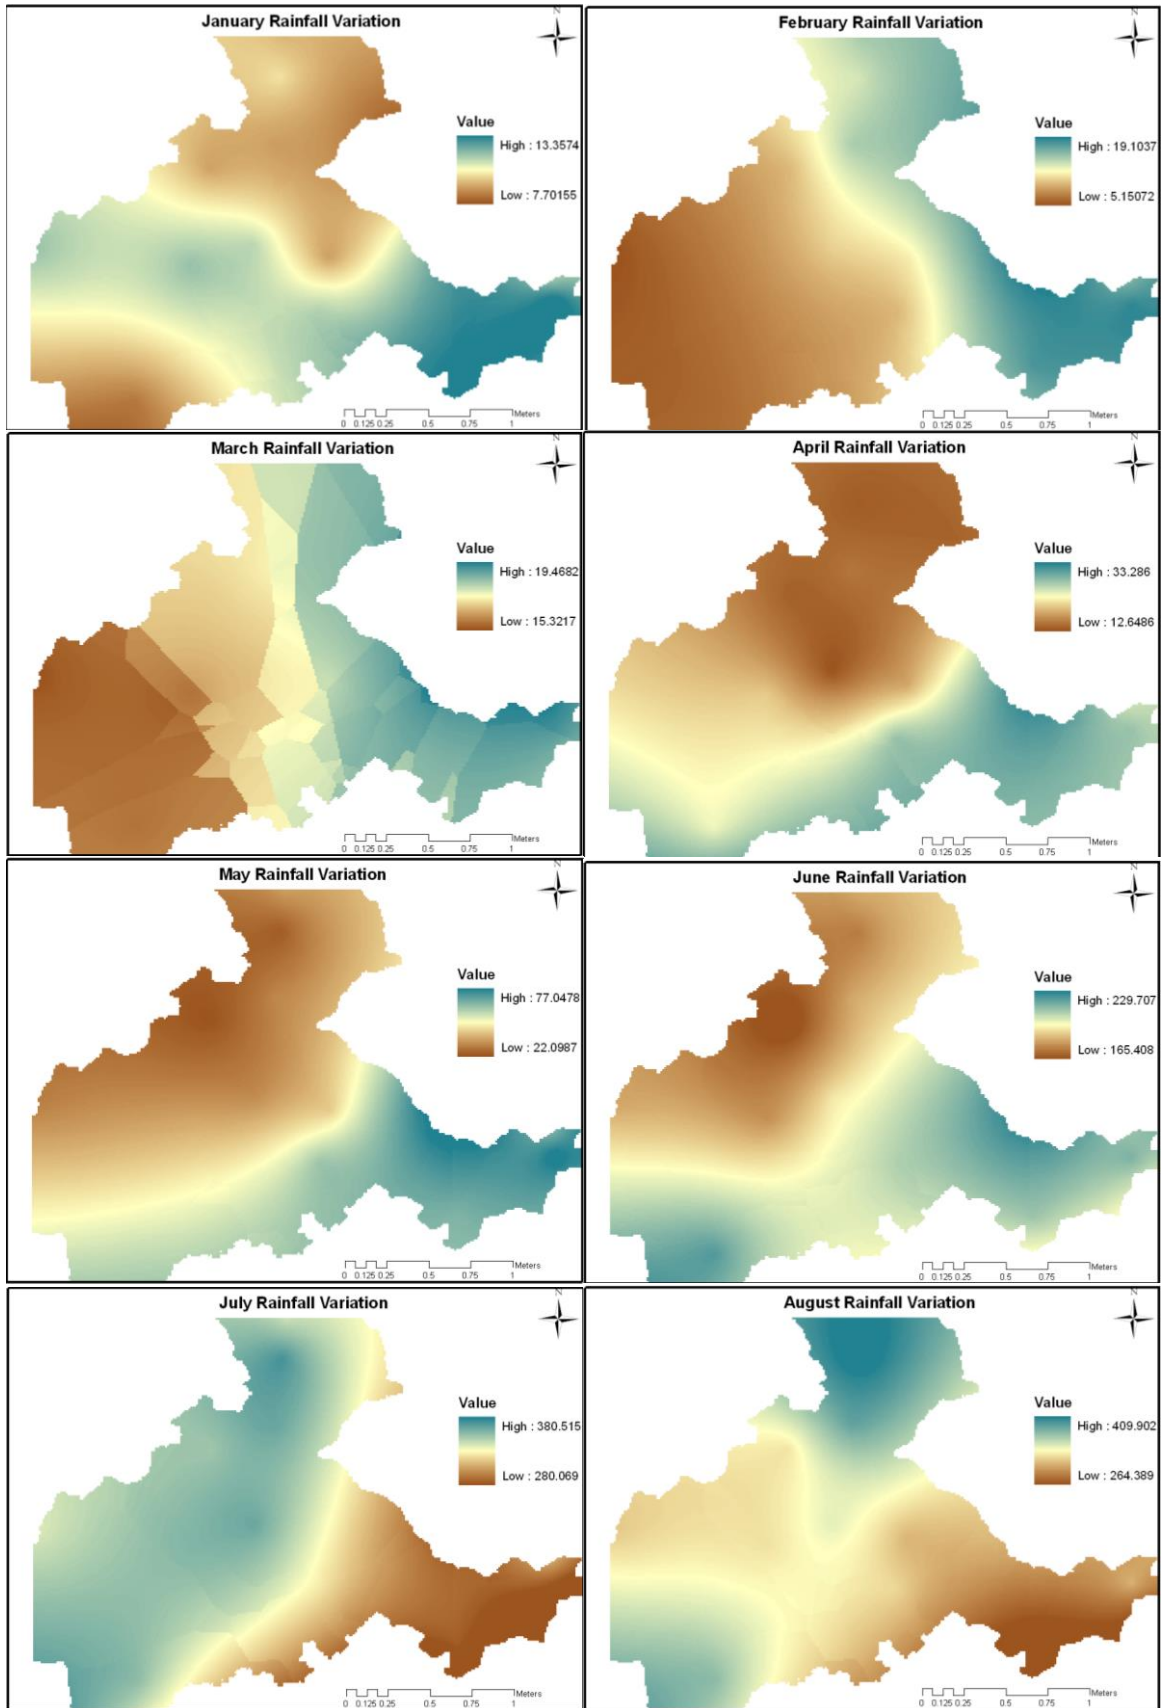 January Rainfall Variation
N
Value
High : 13.3574
Low : 7.70155
0 0.125 0.25 0.5 0.75 1 Meters
February Rainfall Variation
N
Value
High : 19.1037
Low : 5.15072
0 0.125 0.25 0.5 0.75 1 Meters
March Rainfall Variation
N
Value
High : 19.4682
Low : 15.3217
0 0.125 0.25 0.5 0.75 1 Meters
April Rainfall Variation
N
Value
High : 33.286
Low : 12.6486
0 0.125 0.25 0.5 0.75 1 Meters
May Rainfall Variation
N
Value
High : 77.0478
Low : 22.0987
0 0.125 0.25 0.5 0.75 1 Meters
June Rainfall Variation
N
Value
High : 229.707
Low : 165.408
0 0.125 0.25 0.5 0.75 1 Meters
July Rainfall Variation
N
Value
High : 380.515
Low : 280.069
0 0.125 0.25 0.5 0.75 1 Meters
August Rainfall Variation
N
Value
High : 409.902
Low : 264.389
0 0.125 0.25 0.5 0.75 1 Meters